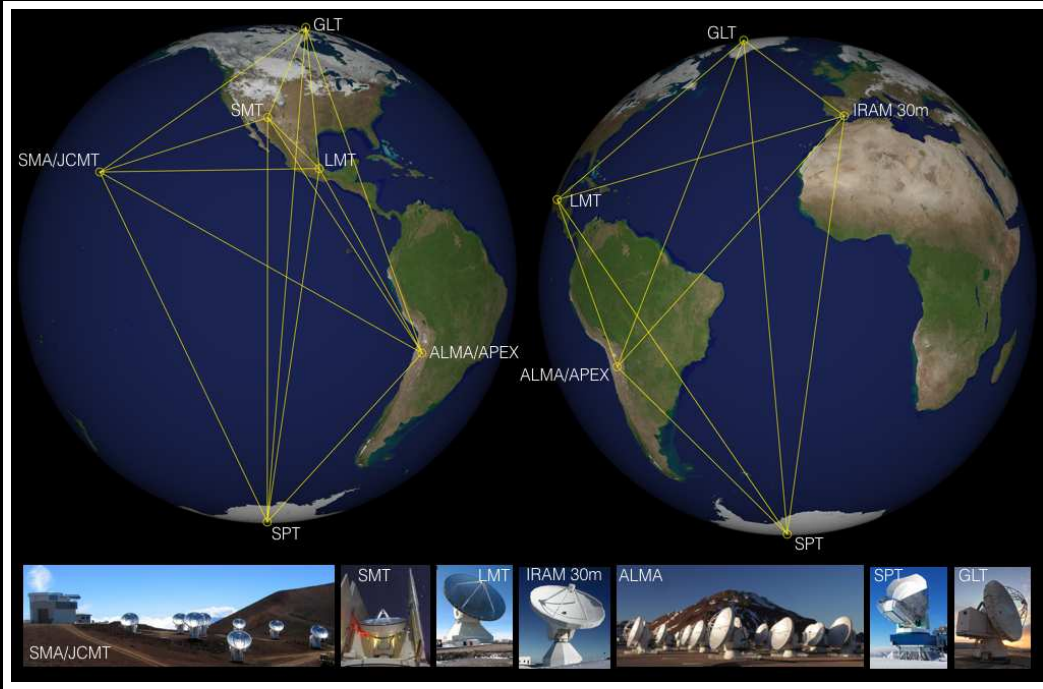 GLT
SMT
SMA/JCMT
LMT
ALMA/APEX
SPT
GLT
IRAM 30m
LMT
ALMA/APEX
SPT
SMA/JCMT
SMT
LMT
IRAM 30m
ALMA
SPT
GLT